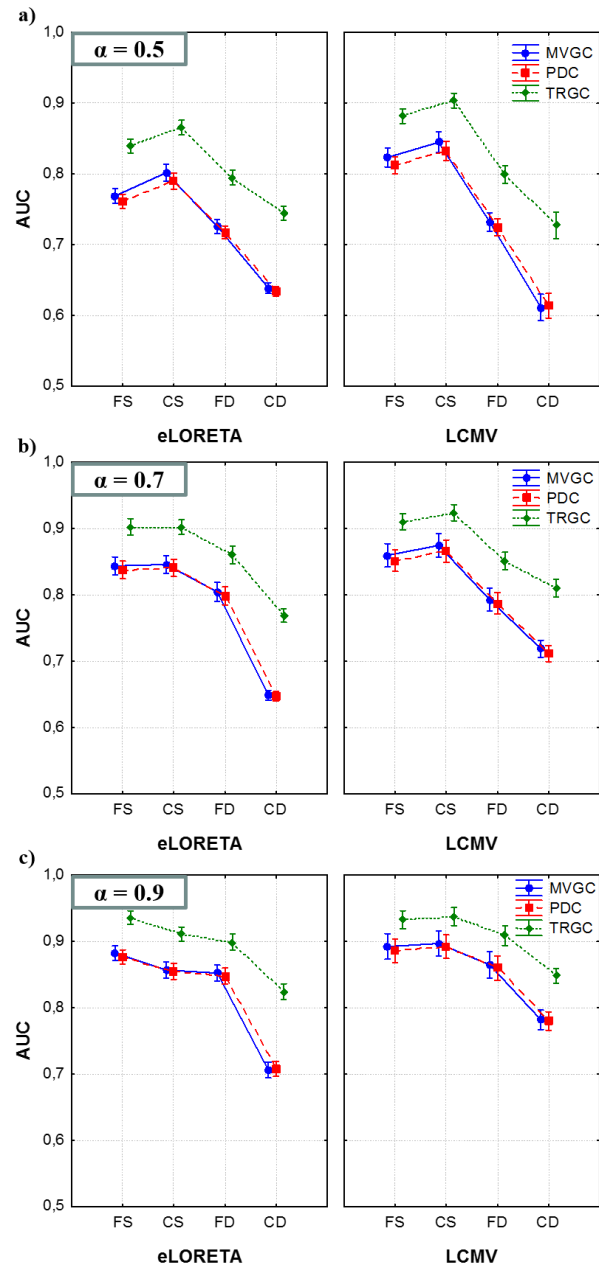 a)
α = 0.5
MVGC
PDC
TRGC
AUC
1,0
0,9
0,8
0,7
0,6
0,5
FS CS FD CD
FS CS FD CD
eLORETA
LCMV
b)
α = 0.7
MVGC
PDC
TRGC
AUC
1,0
0,9
0,8
0,7
0,6
0,5
FS CS FD CD
FS CS FD CD
eLORETA
LCMV
c)
α = 0.9
MVGC
PDC
TRGC
AUC
1,0
0,9
0,8
0,7
0,6
0,5
FS CS FD CD
FS CS FD CD
eLORETA
LCMV